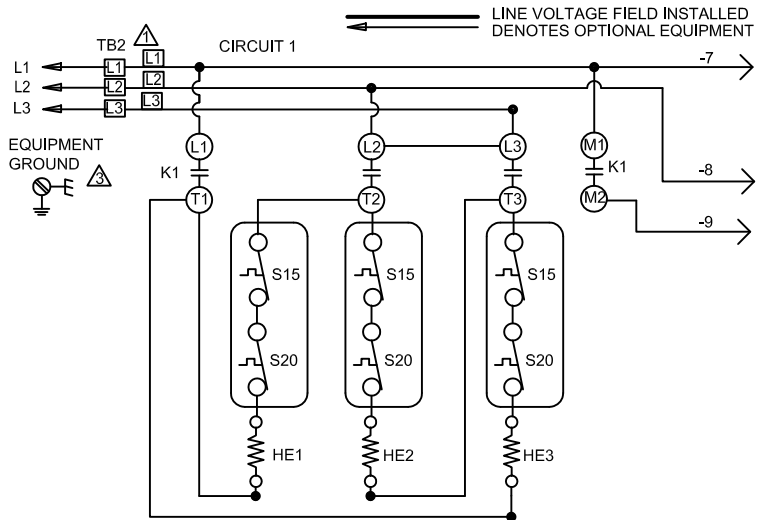 LINE VOLTAGE FIELD INSTALLED
DENOTES OPTIONAL EQUIPMENT
TB2 1 CIRCUIT 1
L1 L1 L1 -7
L2 L2 L2
L3 L3 L3
EQUIPMENT
GROUND
3
L1 L2 L3 M1
K1 K1
-8
T1 T2 T3 M2
-9
S15 S15 S15
S20 S20 S20
HE1 HE2 HE3